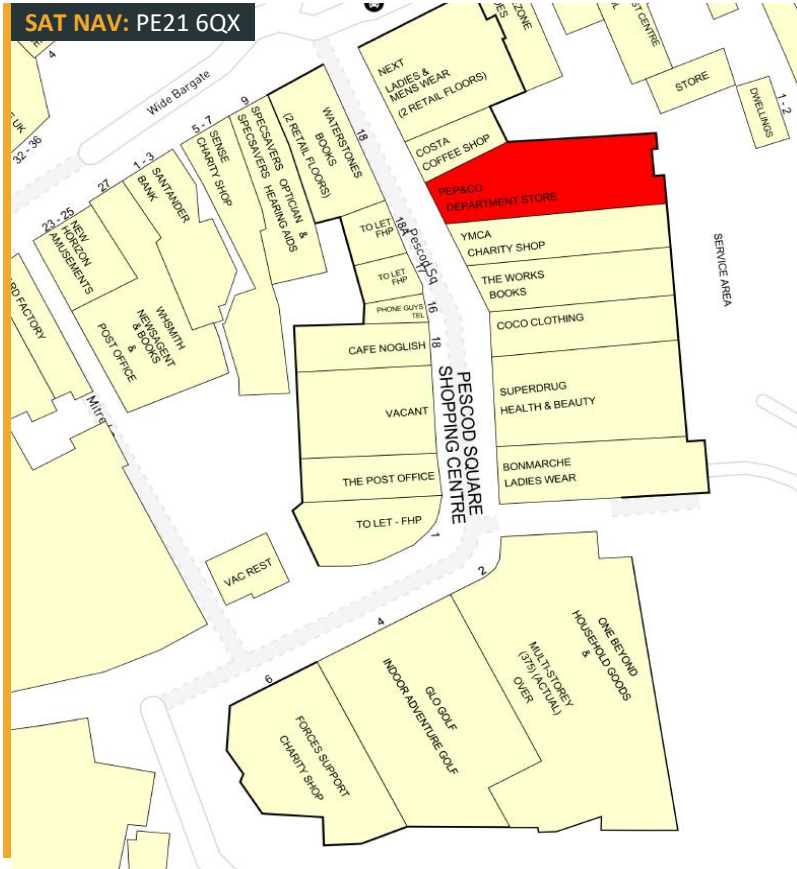 SAT NAV: PE21 6QX
4
UK
32 - 36
Wide Bargate
NEXT
LADIES &
MENS WEAR
(2 RETAIL FLOORS)
COSTA
COFFEE SHOP
STORE
DWELLINGS
1 - 2
PEP&CO
DEPARTMENT STORE
YMCA
CHARITY SHOP
THE WORKS
BOOKS
COCO CLOTHING
SUPERDRUG
HEALTH & BEAUTY
BONMARCHE
LADIES WEAR
SERVICE AREA
18
WATERSTONES
BOOKS
(2 RETAIL FLOORS)
9
SPECSAVERS OPTICIAN &
SPECSAVERS HEARING AIDS
5 - 7
SENSE
CHARITY SHOP
1 - 3
SANTANDER
BANK
27
23 - 25
NEW
HORIZON
AMUSEMENTS
WHSMITH
NEWSAGENT
& BOOKS
&
POST OFFICE
ARD FACTORY
18A
TO LET
FHP
Pescod Sq
17
TO LET
FHP
16
PHONE GUYS
TEL
18
CAFE NOGLISH
VACANT
THE POST OFFICE
TO LET - FHP
1
PESCOD SQUARE
SHOPPING CENTRE
VAC REST
2
4
6
ONE BEYOND
HOUSEHOLD GOODS
&
MULTI-STOREY
(375) (ACTUAL)
OVER
GLO GOLF
INDOOR ADVENTURE GOLF
FORCES SUPPORT
CHARITY SHOP